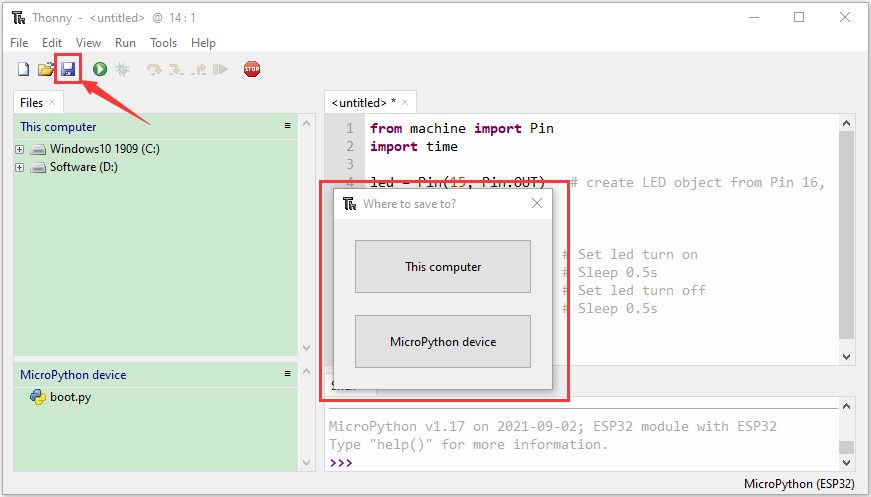 Thonny - <untitled> @ 14 : 1
File Edit View Run Tools Help
STOP
Files
This computer
Windows10 1909 (C:)
Software (D:)
MicroPython device
boot.py
<untitled> *
1 from machine import Pin
2 import time
3
4 led = Pin(15, Pin.OUT) # create LED object from Pin 16,
# Set led turn on
# Sleep 0.5s
# Set led turn off
# Sleep 0.5s
Where to save to?
This computer
MicroPython device
MicroPython v1.17 on 2021-09-02; ESP32 module with ESP32
Type "help()" for more information.
>>>
MicroPython (ESP32)